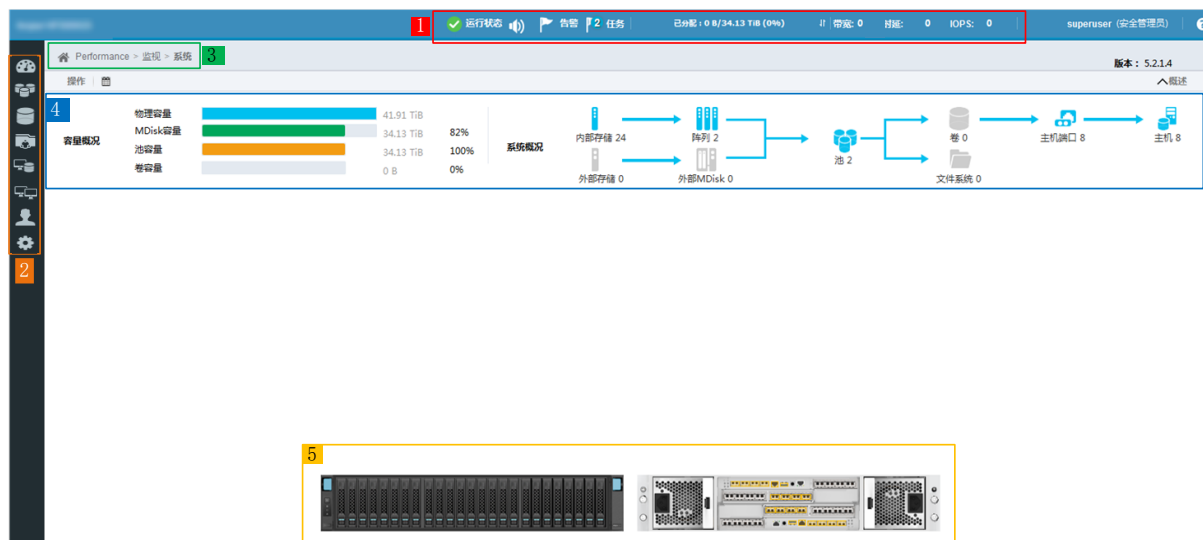 1 运行状态 告警 2 任务 已分配：0 B/34.13 TiB (0%) 带宽: 0 时延: 0 IOPS: 0 superuser (安全管理员)
Performance > 监视 > 系统 3
版本： 5.2.1.4
操作 概述
4
容量概况
物理容量 41.91 TiB
MDisk容量 34.13 TiB 82%
池容量 34.13 TiB 100%
卷容量 0 B 0%
系统概况
内部存储 24 阵列 2 池 2 卷 0 主机端口 8 主机 8
外部存储 0 外部MDisk 0 文件系统 0
2
5